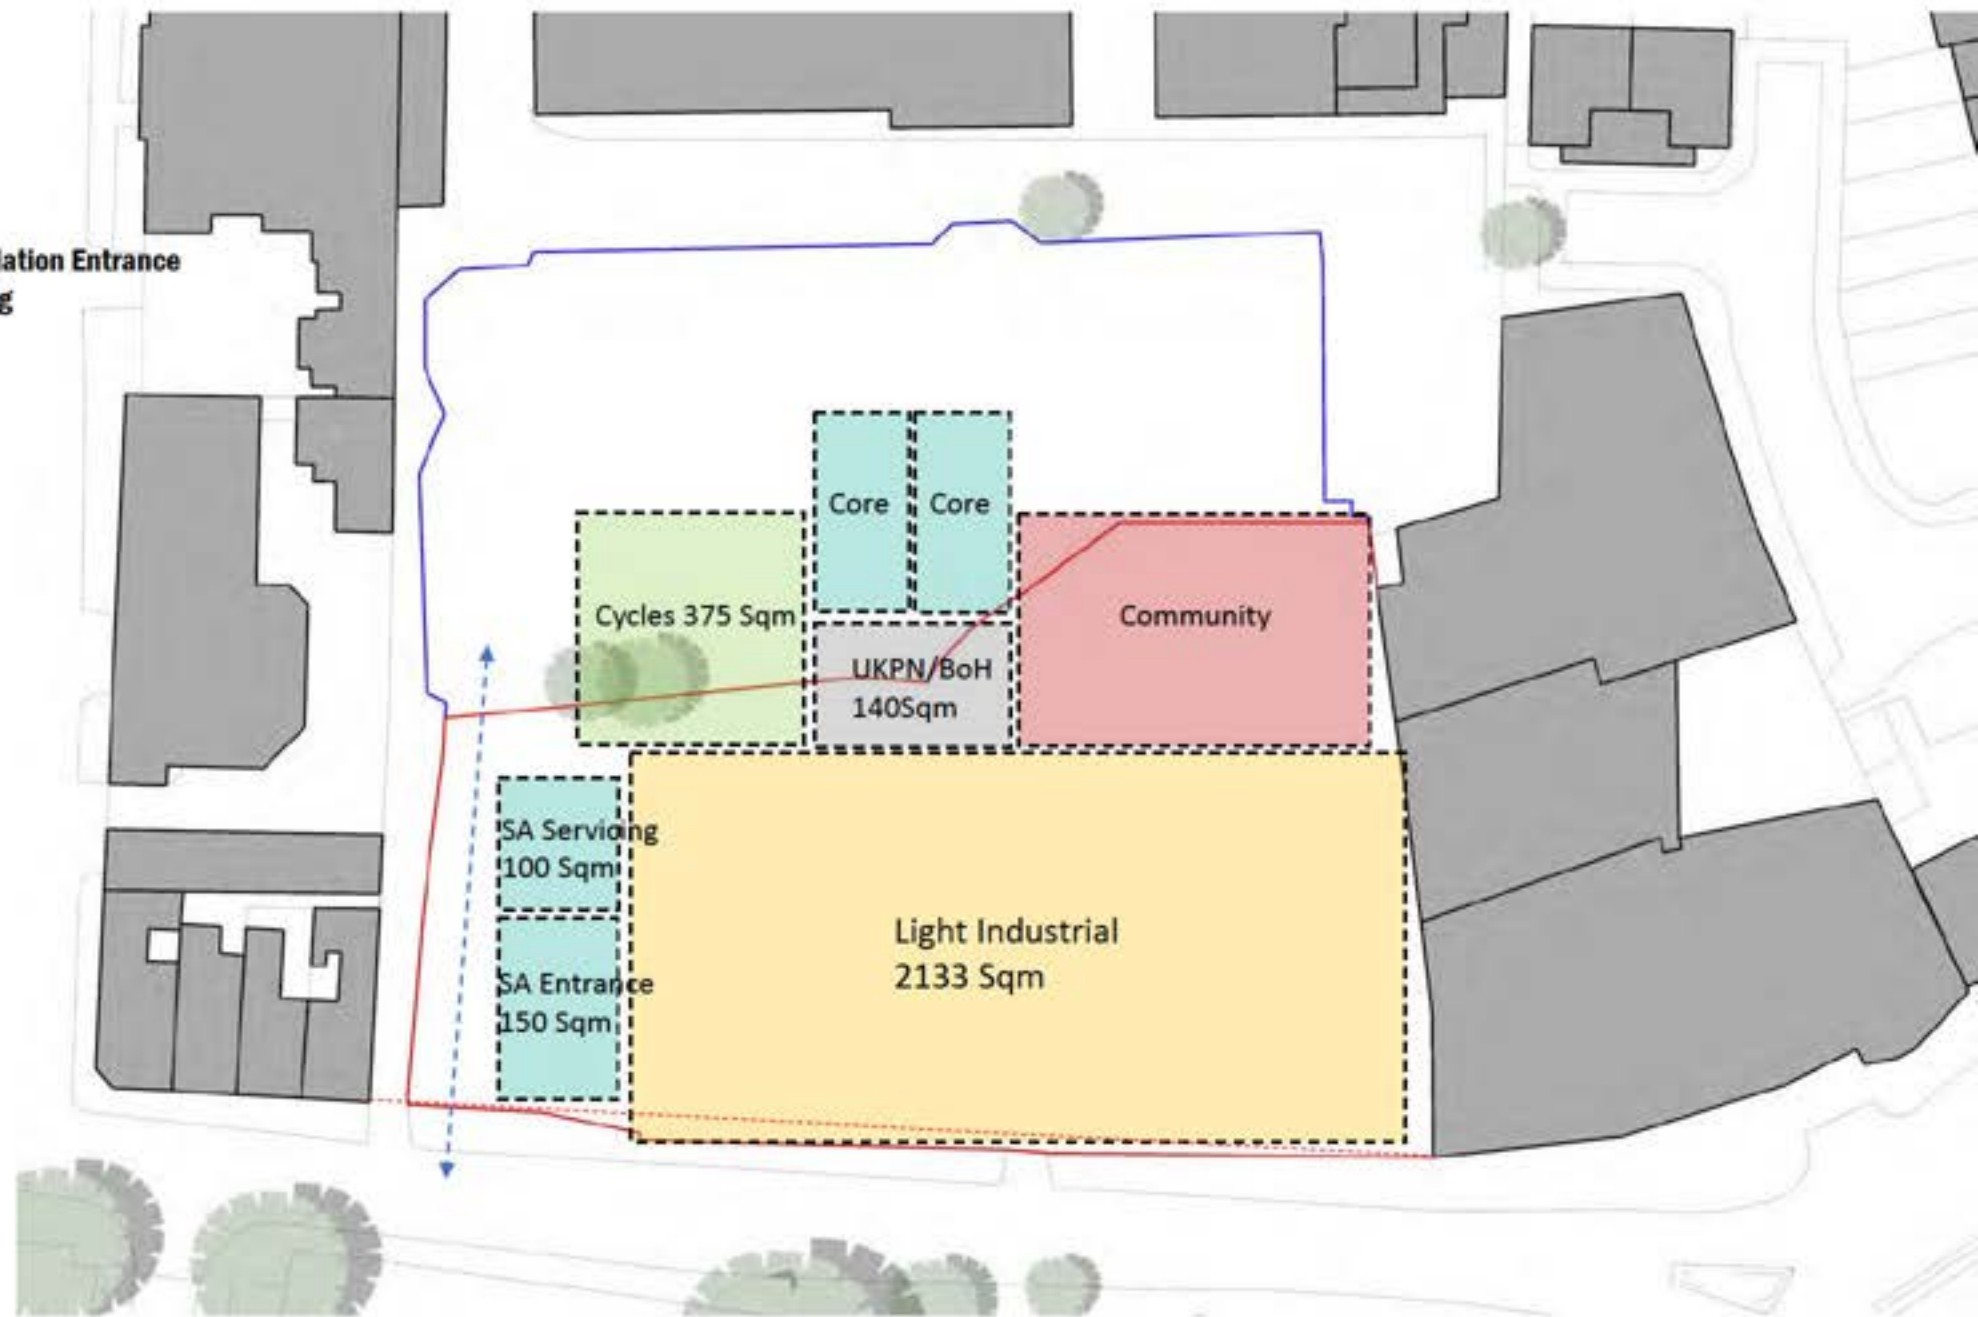 Entrance
Core
Core
Cycles 375 Sqm
Community
UKPN/BoH
140Sqm
SA Servicing
100 Sqm
SA Entrance
150 Sqm
Light Industrial
2133 Sqm